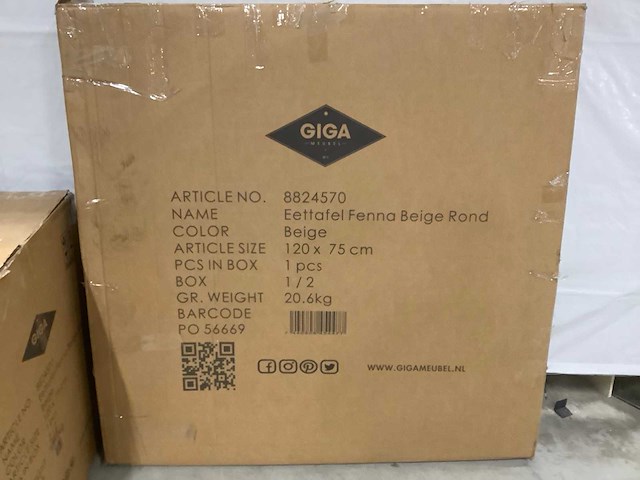 GIGA
MEUBEL
ARTICLE NO. 8824570
NAME Eettafel Fenna Beige Rond
COLOR Beige
ARTICLE SIZE 120 x 75 cm
PCS IN BOX 1 pcs
BOX 1 / 2
GR. WEIGHT 20.6kg
BARCODE
PO 56669
WWW.GIGAMEUBEL.NL
GIGA